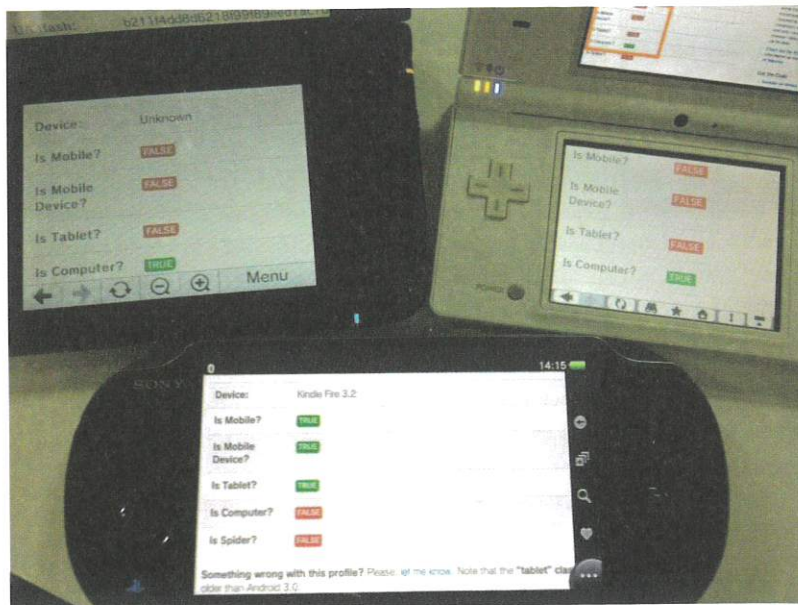 Device: Unknown
Is Mobile? FALSE
Is Mobile FALSE
Device?
Is Tablet? FALSE
Is Computer? TRUE
Menu
Is Mobile? FALSE
Is Mobile FALSE
Device?
Is Tablet? FALSE
Is Computer? TRUE
POWER
SONY
14:15
Device: Kindle Fire 3.2
Is Mobile? TRUE
Is Mobile TRUE
Device?
Is Tablet? TRUE
Is Computer? FALSE
Is Spider? FALSE
Something wrong with this profile? Please, let me know. Note that the "tablet"
older than Android 3.0.